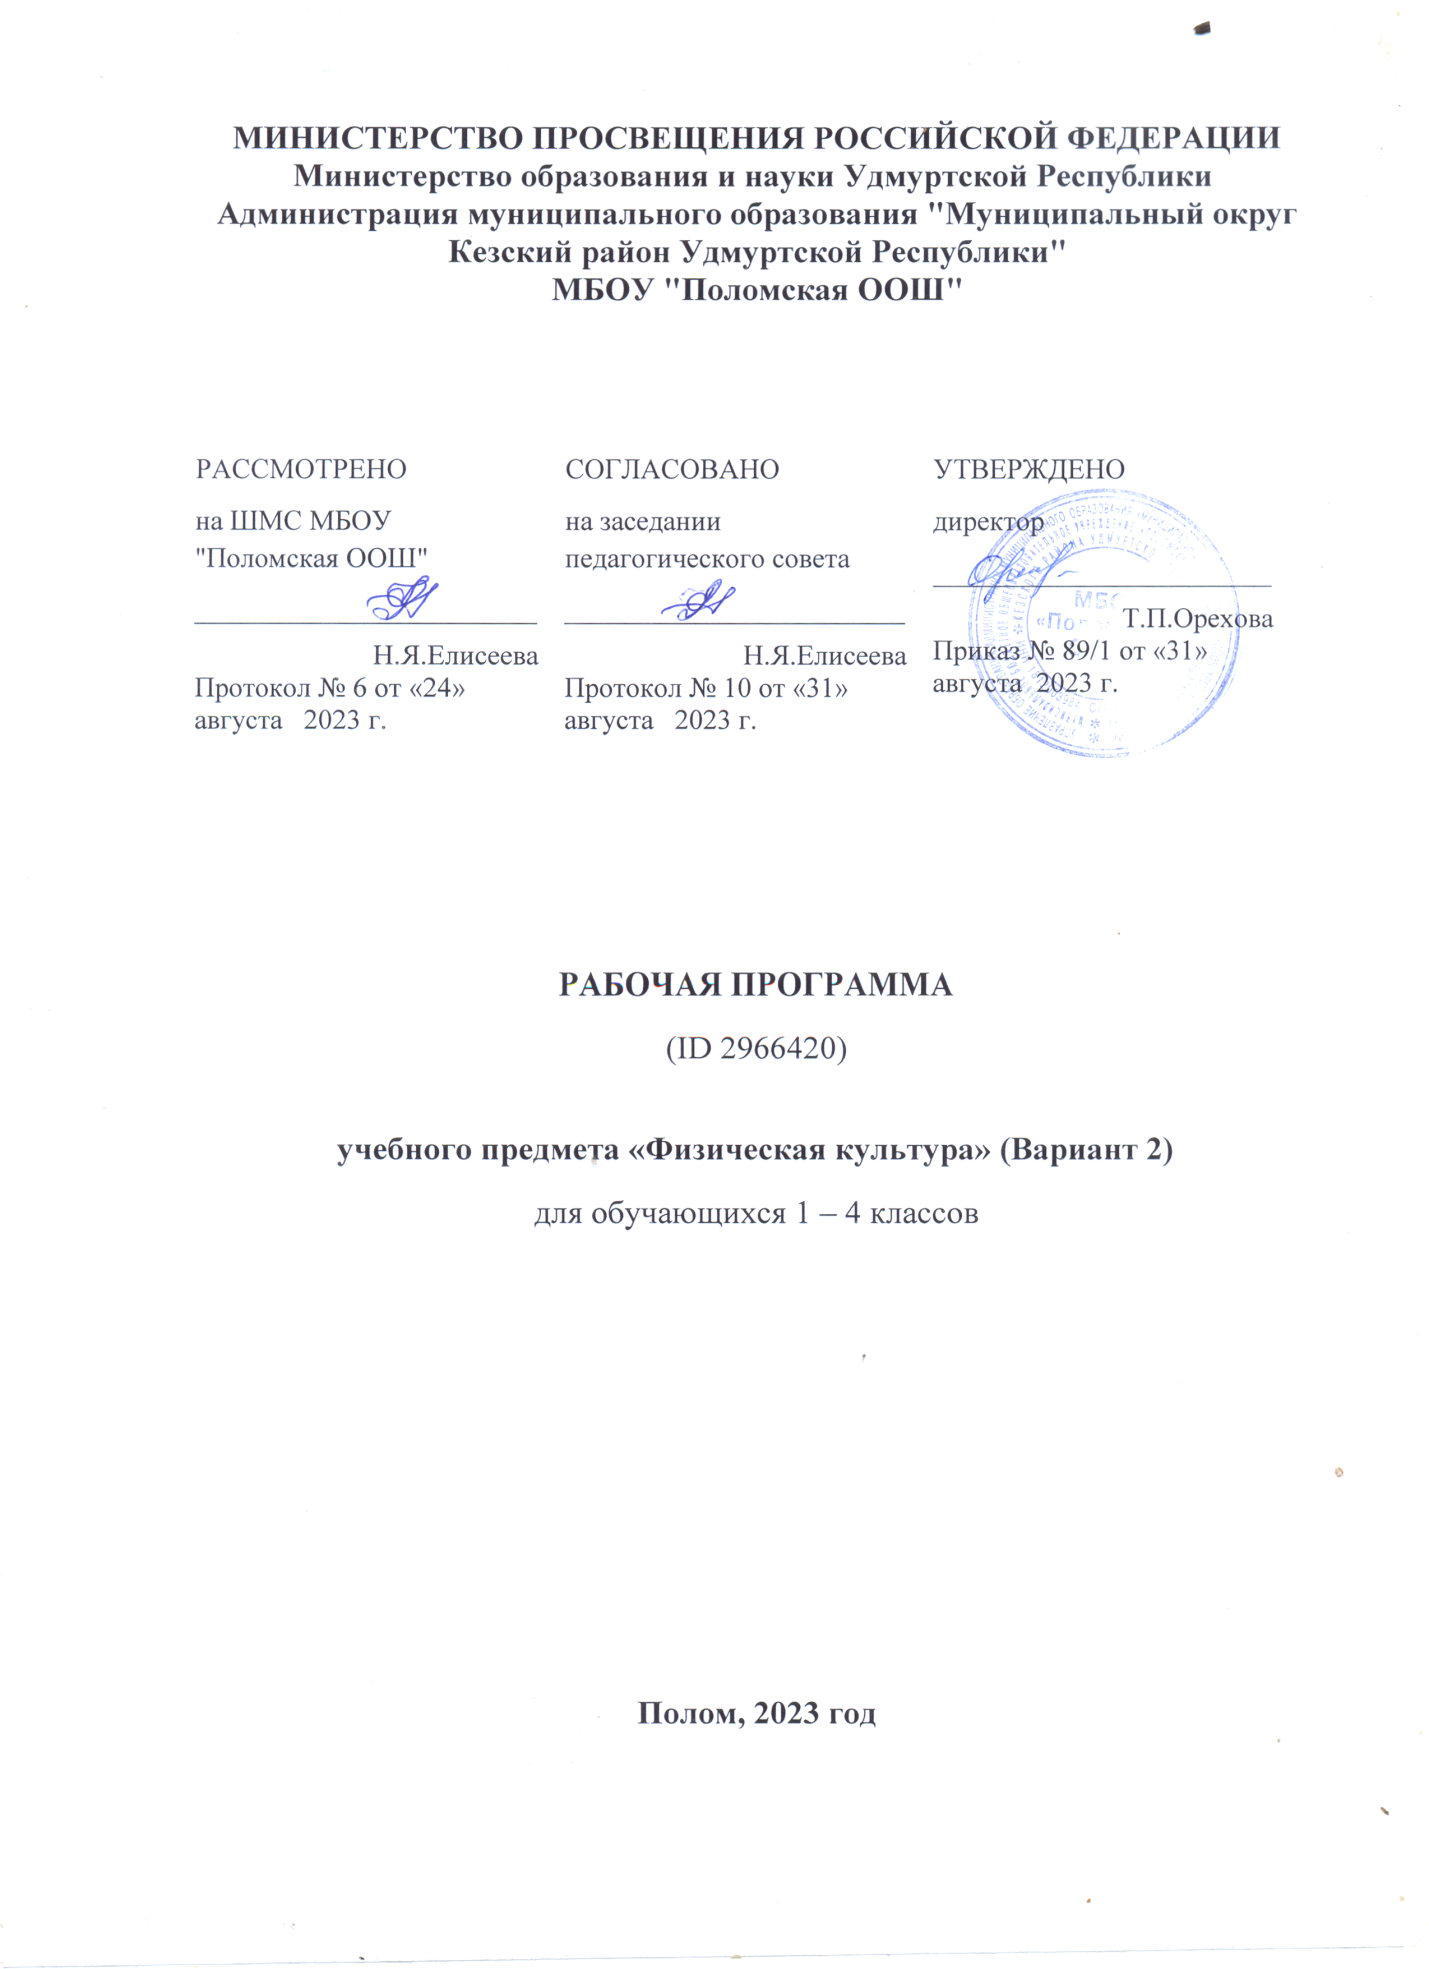 МИНИСТЕРСТВО ПРОСВЕЩЕНИЯ РОССИЙСКОЙ ФЕДЕРАЦИИ
Министерство образования и науки Удмуртской Республики
Администрация муниципального образования "Муниципальный округ
Кезский район Удмуртской Республики"
МБОУ "Поломская ООШ"
РАССМОТРЕНО
на ШМС МБОУ
"Поломская ООШ"
Н.Я.Елисеева
Протокол № 6 от «24»
августа 2023 г.
СОГЛАСОВАНО
на заседании
педагогического совета
Н.Я.Елисеева
Протокол № 10 от «31»
августа 2023 г.
УТВЕРЖДЕНО
директор
Т.П.Орехова
Приказ № 89/1 от «31»
августа 2023 г.
РАБОЧАЯ ПРОГРАММА
(ID 2966420)
учебного предмета «Физическая культура» (Вариант 2)
для обучающихся 1 – 4 классов
Полом, 2023 год